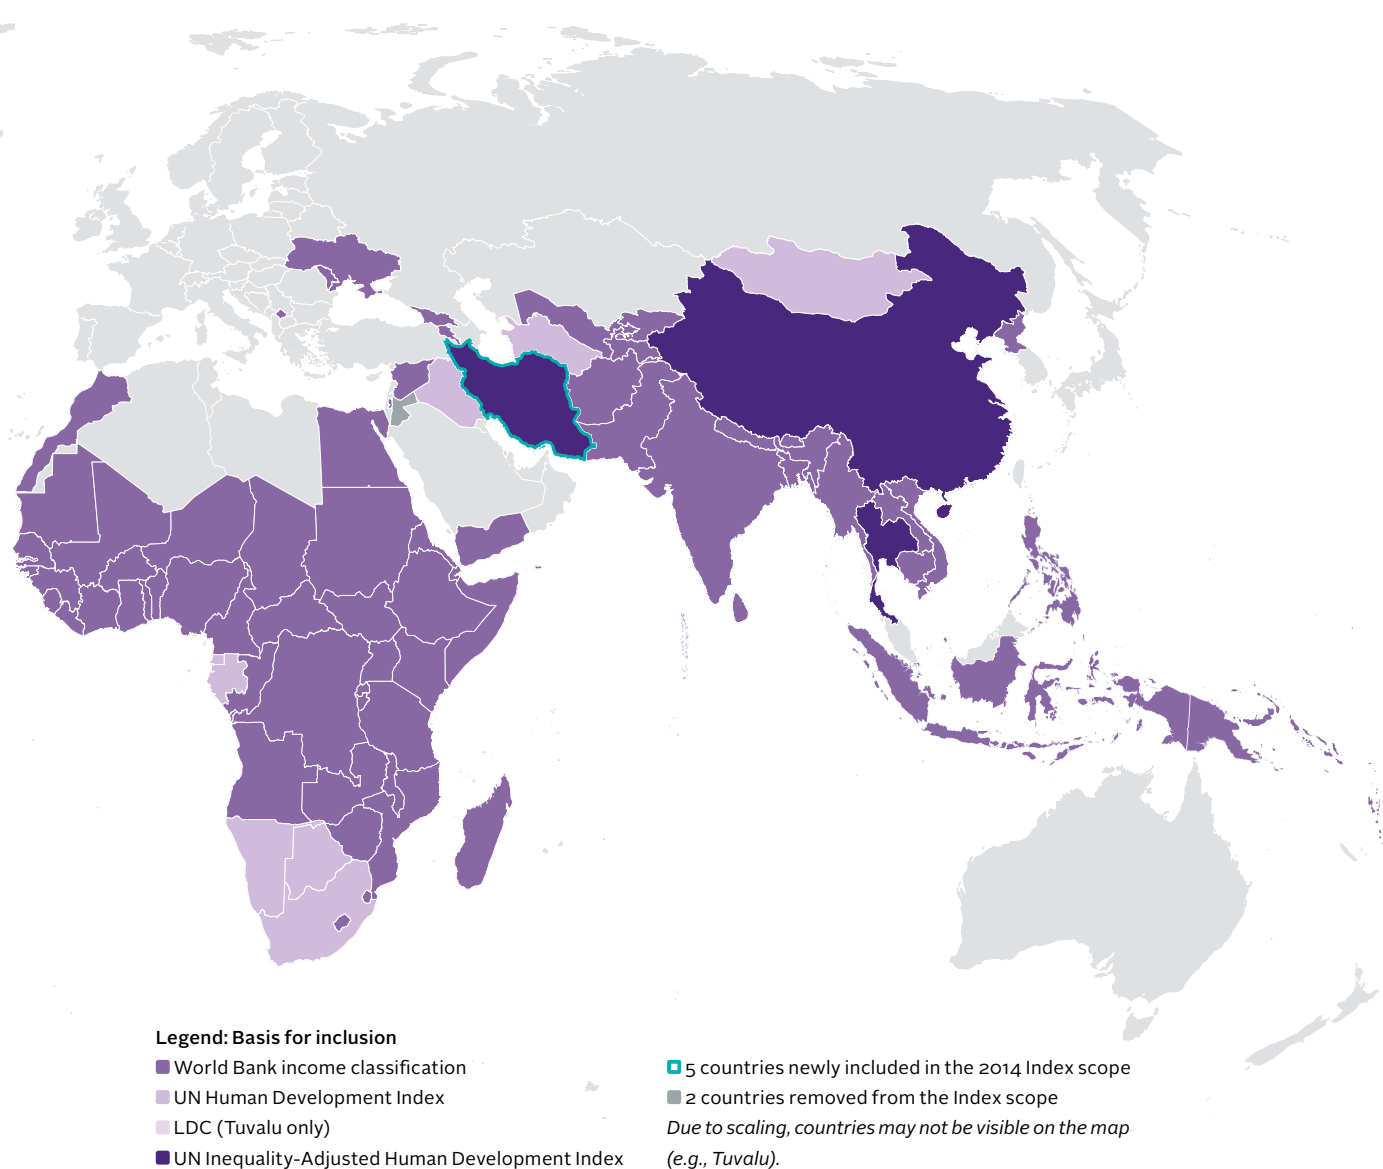 Legend: Basis for inclusion
World Bank income classification
UN Human Development Index
LDC (Tuvalu only)
UN Inequality-Adjusted Human Development Index
5 countries newly included in the 2014 Index scope
2 countries removed from the Index scope
Due to scaling, countries may not be visible on the map
(e.g., Tuvalu).